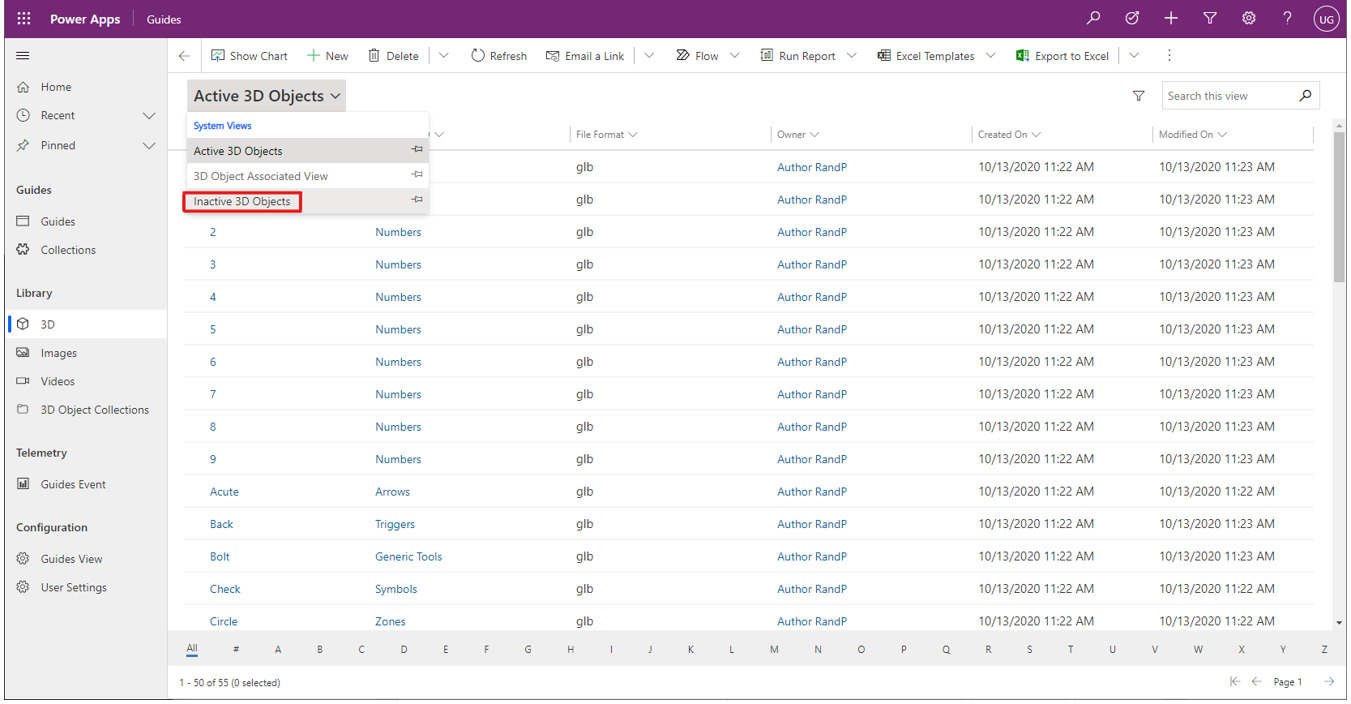 Power Apps Guides UG
Show Chart New Delete Refresh Email a Link Flow Run Report Excel Templates Export to Excel
Home
Recent
Pinned
Guides
Guides
Collections
Library
3D
Images
Videos
3D Object Collections
Telemetry
Guides Event
Configuration
Guides View
User Settings
Active 3D Objects
Search this view
System Views
Active 3D Objects
3D Object Associated View
Inactive 3D Objects
File Format Owner Created On Modified On
glb Author RandP 10/13/2020 11:22 AM 10/13/2020 11:23 AM
glb Author RandP 10/13/2020 11:22 AM 10/13/2020 11:23 AM
2 Numbers glb Author RandP 10/13/2020 11:22 AM 10/13/2020 11:23 AM
3 Numbers glb Author RandP 10/13/2020 11:22 AM 10/13/2020 11:23 AM
4 Numbers glb Author RandP 10/13/2020 11:22 AM 10/13/2020 11:23 AM
5 Numbers glb Author RandP 10/13/2020 11:22 AM 10/13/2020 11:23 AM
6 Numbers glb Author RandP 10/13/2020 11:22 AM 10/13/2020 11:23 AM
7 Numbers glb Author RandP 10/13/2020 11:22 AM 10/13/2020 11:23 AM
8 Numbers glb Author RandP 10/13/2020 11:22 AM 10/13/2020 11:23 AM
9 Numbers glb Author RandP 10/13/2020 11:22 AM 10/13/2020 11:23 AM
Acute Arrows glb Author RandP 10/13/2020 11:22 AM 10/13/2020 11:22 AM
Back Triggers glb Author RandP 10/13/2020 11:22 AM 10/13/2020 11:23 AM
Bolt Generic Tools glb Author RandP 10/13/2020 11:22 AM 10/13/2020 11:23 AM
Check Symbols glb Author RandP 10/13/2020 11:22 AM 10/13/2020 11:22 AM
Circle Zones glb Author RandP 10/13/2020 11:22 AM 10/13/2020 11:22 AM
All # A B C D E F G H I J K L M N O P Q R S T U V W X Y Z
1 - 50 of 55 (0 selected) Page 1